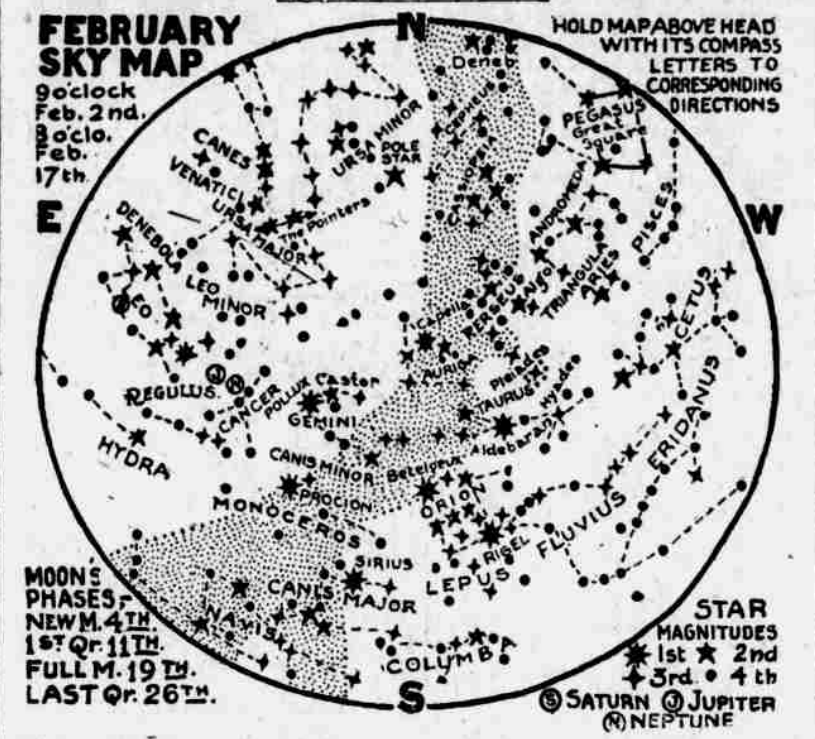 FEBRUARY
SKY MAP
9o'clock
Feb. 2nd.
8o'clo.
Feb.
17th.
HOLD MAP ABOVE HEAD
WITH ITS COMPASS
LETTERS TO
CORRESPONDING
DIRECTIONS
N
Deneb
CEPHEUS
PEGASUS
Great
Square
CANES
VENATICI
URSA MINOR
POLE
STAR
CASSIOPEIA
ANDROMEDA
PISCES
E
W
URSA MAJOR
The Pointers
DENEBOLA
LEO
LEO
MINOR
PERSEUS
Algol
TRIANGULA
ARIES
CETUS
Capella
AURIGA
J N
REGULUS
CANCER
POLLUX
Castor
GEMINI
Pleiades
TAURUS
Hyades
Aldebaran
ERIDANUS
HYDRA
CANIS MINOR
PROCION
Betelgeux
ORION
MONOCEROS
RIGEL
FLUVIUS
SIRIUS
CANIS
MAJOR
LEPUS
NAVIS
COLUMBA
S
MOON'S
PHASES,-
NEW M. 4TH
1ST Qr. 11TH.
FULL M. 19TH.
LAST Qr. 26TH.
STAR
MAGNITUDES
1st 2nd
3rd 4th
S SATURN J JUPITER
N NEPTUNE